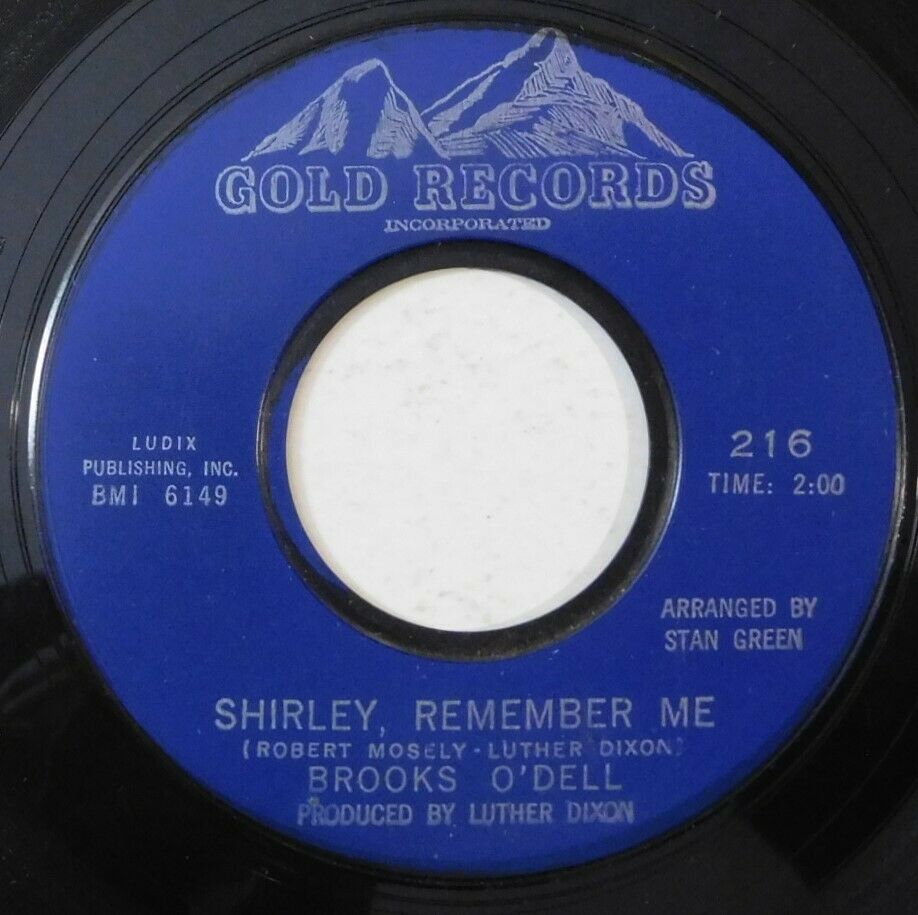 GOLD RECORDS
INCORPORATED
LUDIX
PUBLISHING, INC.
BMI 6149
216
TIME: 2:00
ARRANGED BY
STAN GREEN
SHIRLEY, REMEMBER ME
(ROBERT MOSELY - LUTHER DIXON)
BROOKS O'DELL
PRODUCED BY LUTHER DIXON